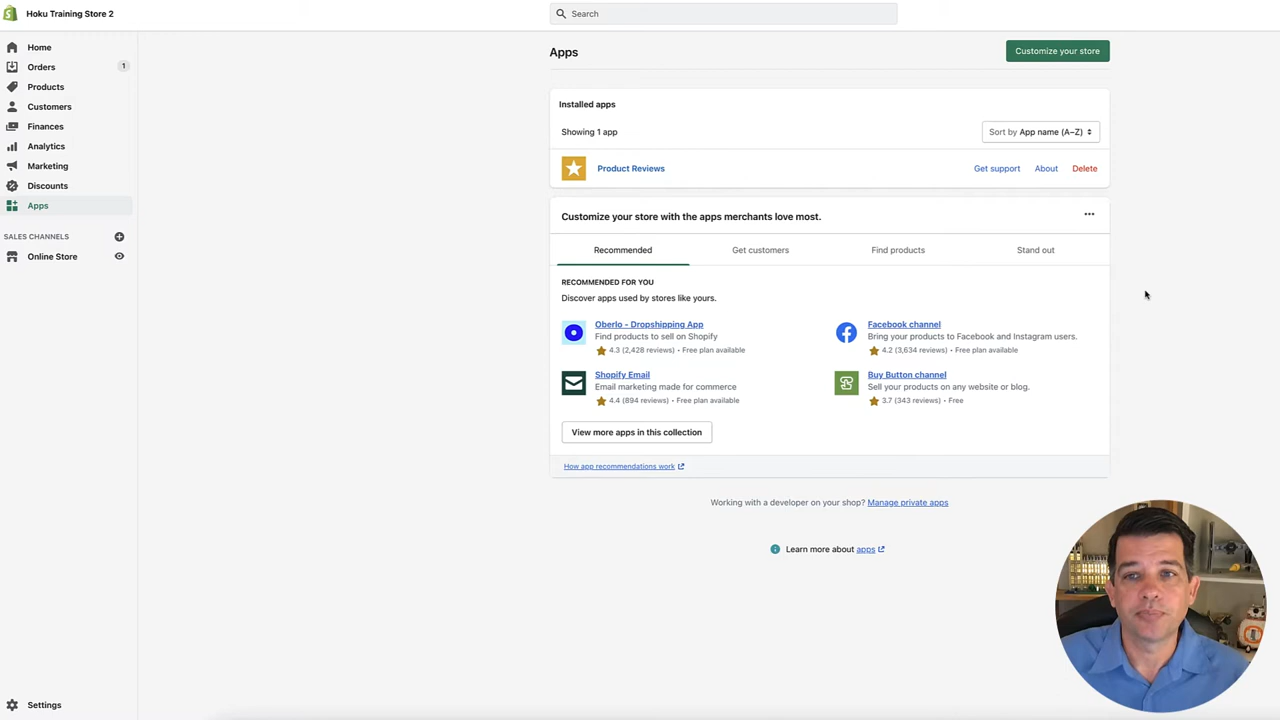 Hoku Training Store 2
Search
Home
Orders 1
Products
Customers
Finances
Analytics
Marketing
Discounts
Apps
SALES CHANNELS
Online Store
Settings
Apps
Customize your store
Installed apps
Showing 1 app
Sort by App name (A–Z)
Product Reviews
Get support About Delete
Customize your store with the apps merchants love most.
Recommended Get customers Find products Stand out
RECOMMENDED FOR YOU
Discover apps used by stores like yours.
Oberlo - Dropshipping App
Find products to sell on Shopify
4.3 (2,428 reviews) • Free plan available
Facebook channel
Bring your products to Facebook and Instagram users.
4.2 (3,634 reviews) • Free plan available
Shopify Email
Email marketing made for commerce
4.4 (894 reviews) • Free plan available
Buy Button channel
Sell your products on any website or blog.
3.7 (343 reviews) • Free
View more apps in this collection
How app recommendations work
Working with a developer on your shop? Manage private apps
Learn more about apps